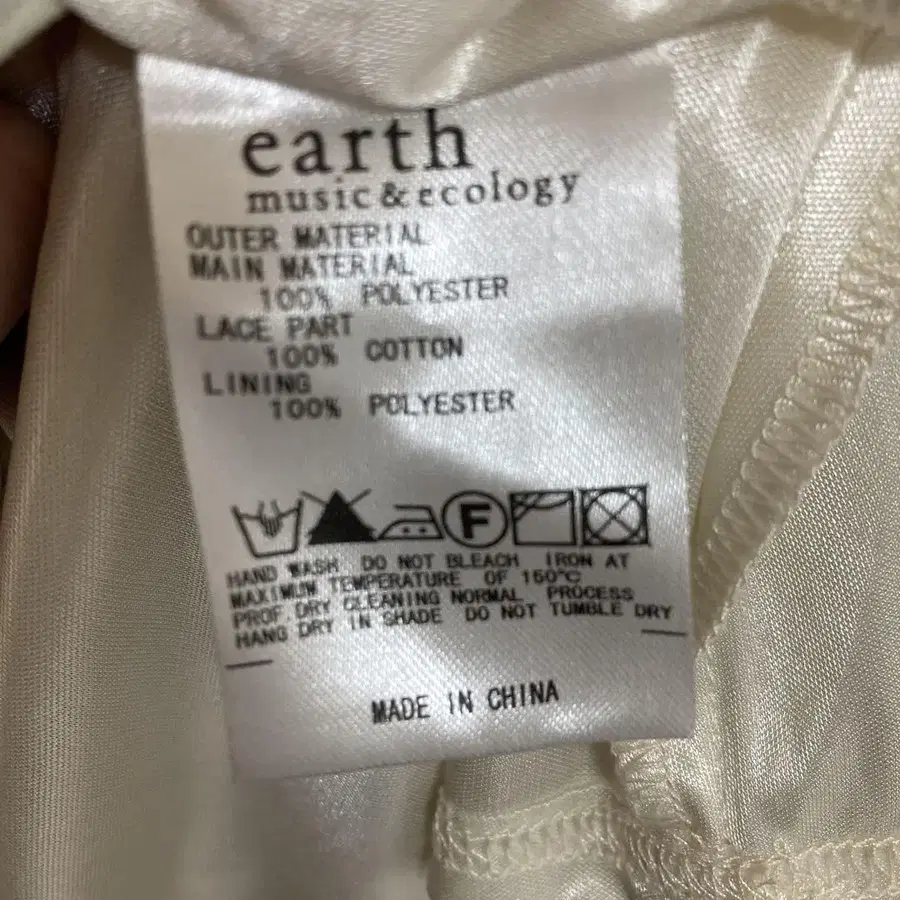 earth
music&ecology
OUTER MATERIAL
MAIN MATERIAL
100% POLYESTER
LACE PART
100% COTTON
LINING
100% POLYESTER
F
HAND WASH DO NOT BLEACH IRON AT
MAXIMUM TEMPERATURE OF 150℃
PROF.DRY CLEANING NORMAL PROCESS
HANG DRY IN SHADE DO NOT TUMBLE DRY
MADE IN CHINA